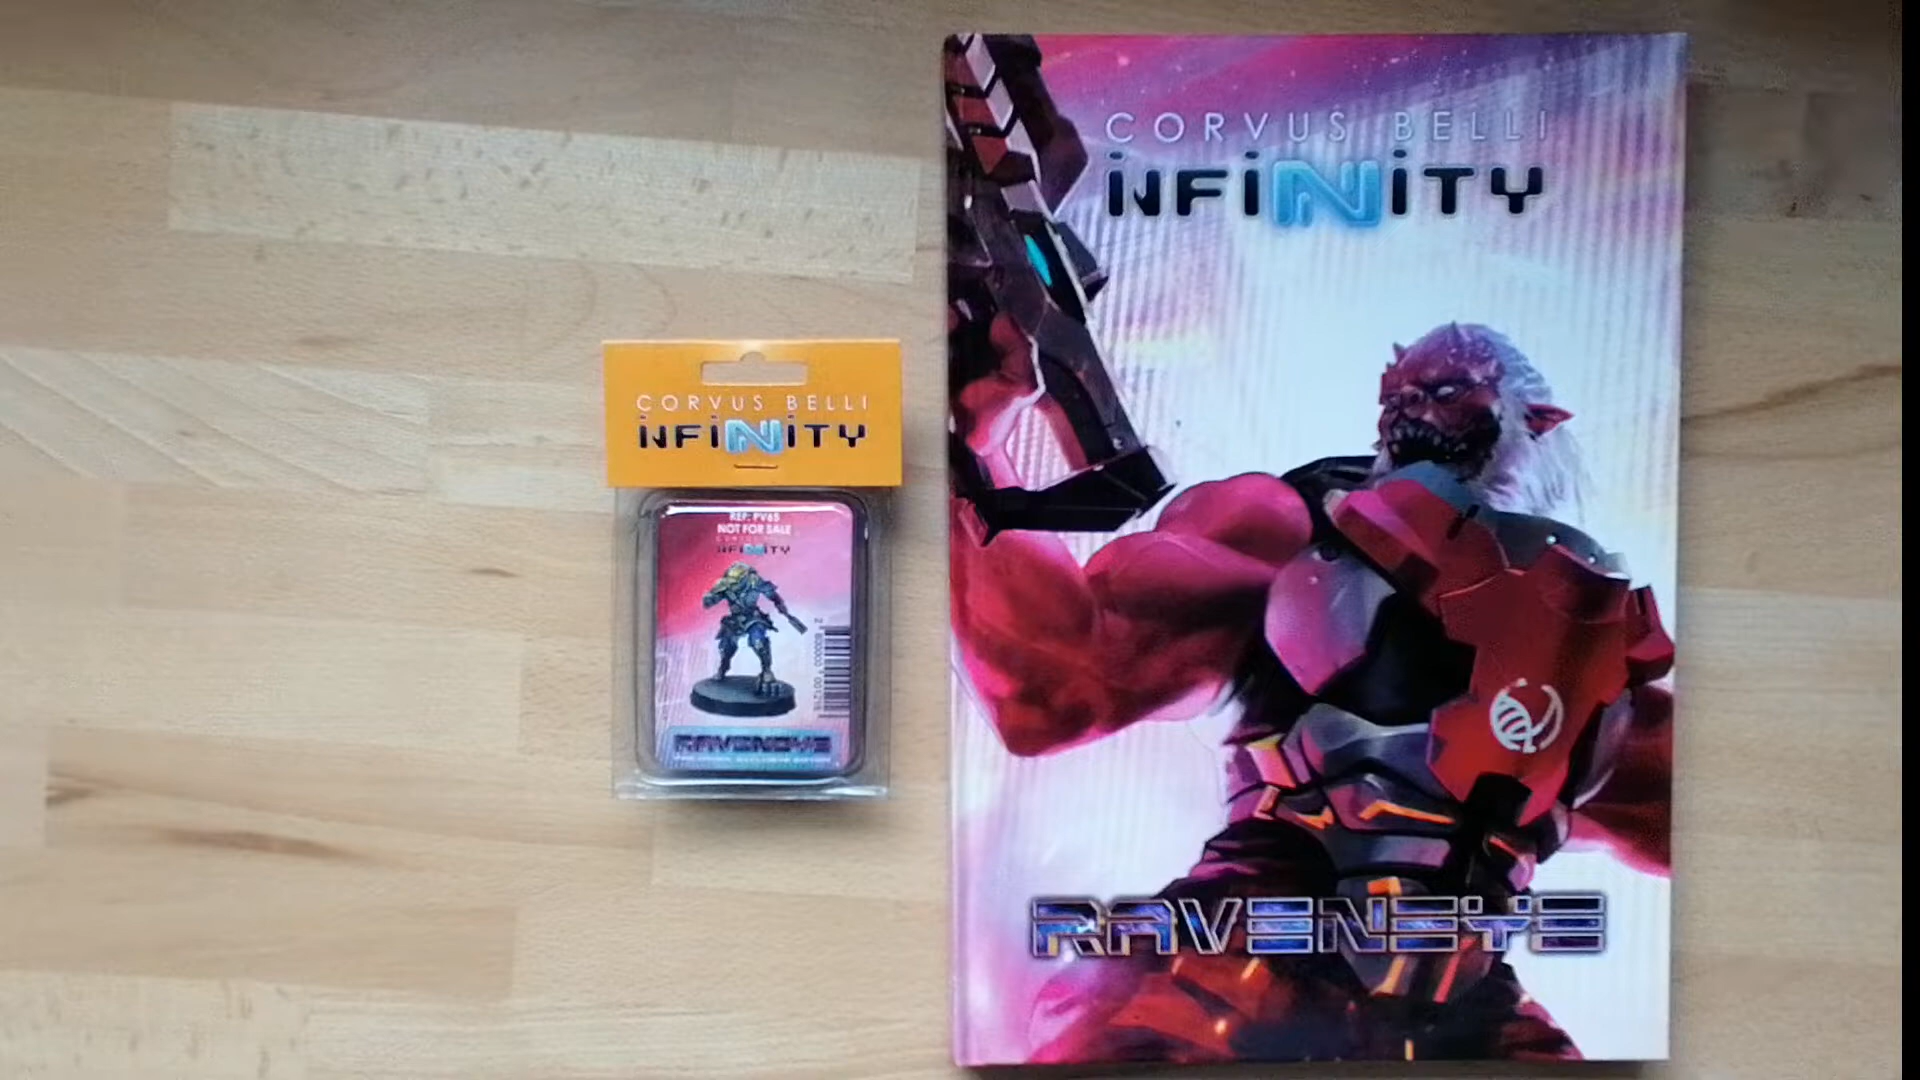 CORVUS BELLI
iNFiNiTY
REF: PV65
NOT FOR SALE
iNFiNiTY
RAVENEYE
CORVUS BELLI
iNFiNiTY
RAVENEYE